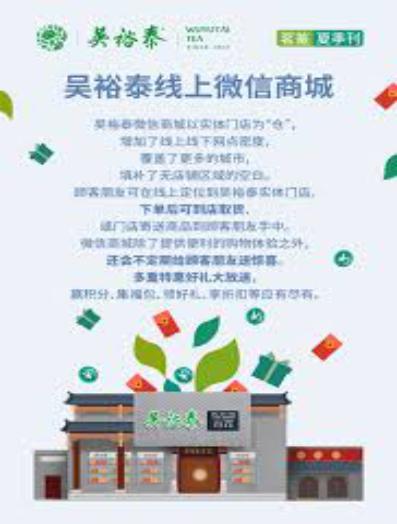 吴裕泰
WUYUTAI
TEA
SINCE 1887
茗茶 夏季刊
吴裕泰线上微信商城
吴裕泰微信商城以实体门店为“仓”,
增加了线上线下网点密度,
覆盖了更多的城市,
填补了无店铺区域的空白。
顾客朋友可在线上定位到吴裕泰实体门店,
下单后可到店取货,
或门店寄送商品到顾客朋友手中。
微信商城除了提供便利的购物体验之外,
还会不定期给顾客朋友送惊喜。
多重特惠好礼大放送,
赢积分、集福包、领好礼、享折扣等应有尽有。
吴裕泰